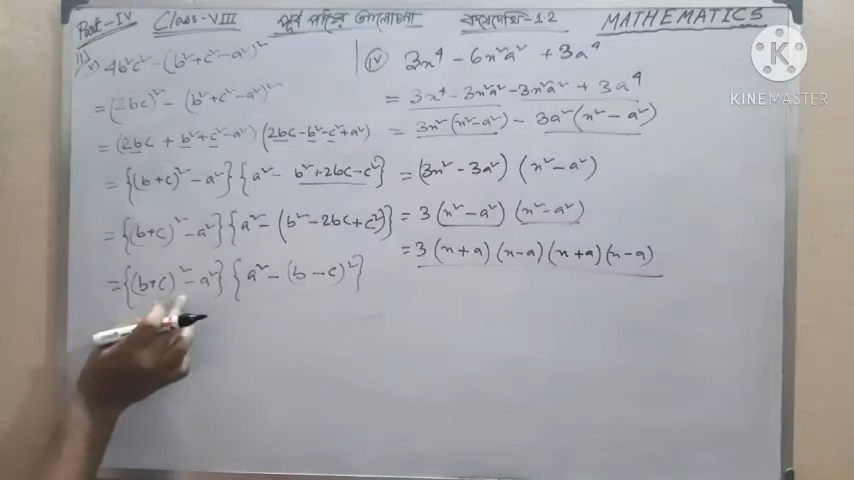 Part-IV Class-VIII পূর্ব পাঠের আলোচনা কষেদেখি-1.2 MATHEMATICS
(v) 4b²c² - (b²+c²-a²)²
= (2bc)² - (b²+c²-a²)²
= (2bc + b²+c²-a²) (2bc-b²-c²+a²)
= {(b+c)²-a²} {a² - b²+2bc-c²}
= {(b+c)²-a²} {a²-(b²-2bc+c²)}
= {(b+c)²-a²} {a²-(b-c)²}
(iv) 3x⁴ - 6x²a² + 3a⁴
= 3x⁴-3x²a²-3x²a²+3a⁴
= 3x²(x²-a²) - 3a²(x²-a²)
= (3x²-3a²) (x²-a²)
= 3 (x²-a²) (x²-a²)
= 3 (x+a) (x-a) (x+a) (x-a)
KINEMASTER